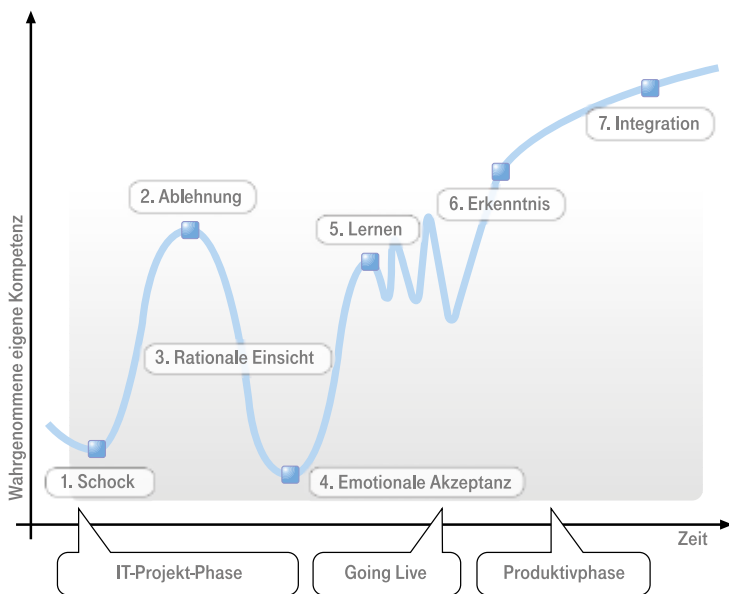 Wahrgenommene eigene Kompetenz
7. Integration
2. Ablehnung
6. Erkenntnis
5. Lernen
3. Rationale Einsicht
1. Schock
4. Emotionale Akzeptanz
Zeit
IT-Projekt-Phase
Going Live
Produktivphase